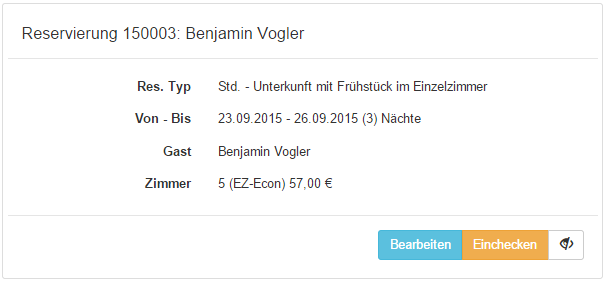 Reservierung 150003: Benjamin Vogler
Res. Typ Std. - Unterkunft mit Frühstück im Einzelzimmer
Von - Bis 23.09.2015 - 26.09.2015 (3) Nächte
Gast Benjamin Vogler
Zimmer 5 (EZ-Econ) 57,00 €
Bearbeiten Einchecken